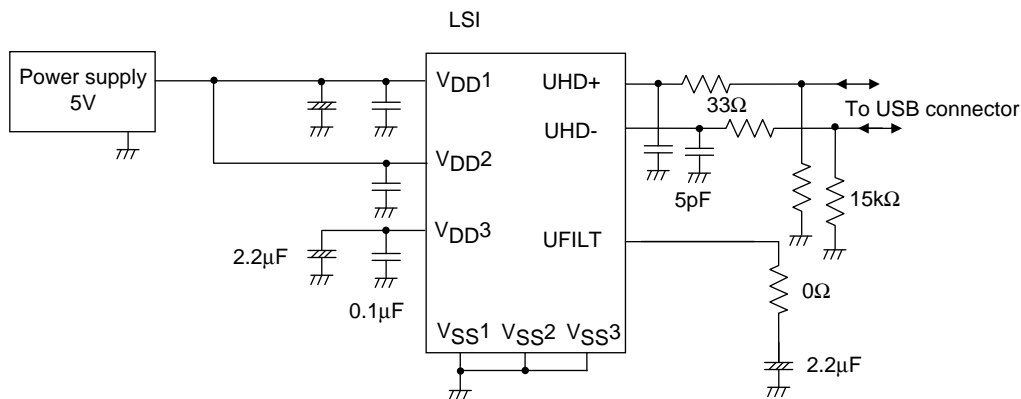 LSI
Power supply
5V
VDD1
UHD+
33Ω
To USB connector
UHD-
VDD2
5pF
15kΩ
VDD3
UFILT
2.2μF
0.1μF
0Ω
VSS1
VSS2
VSS3
2.2μF